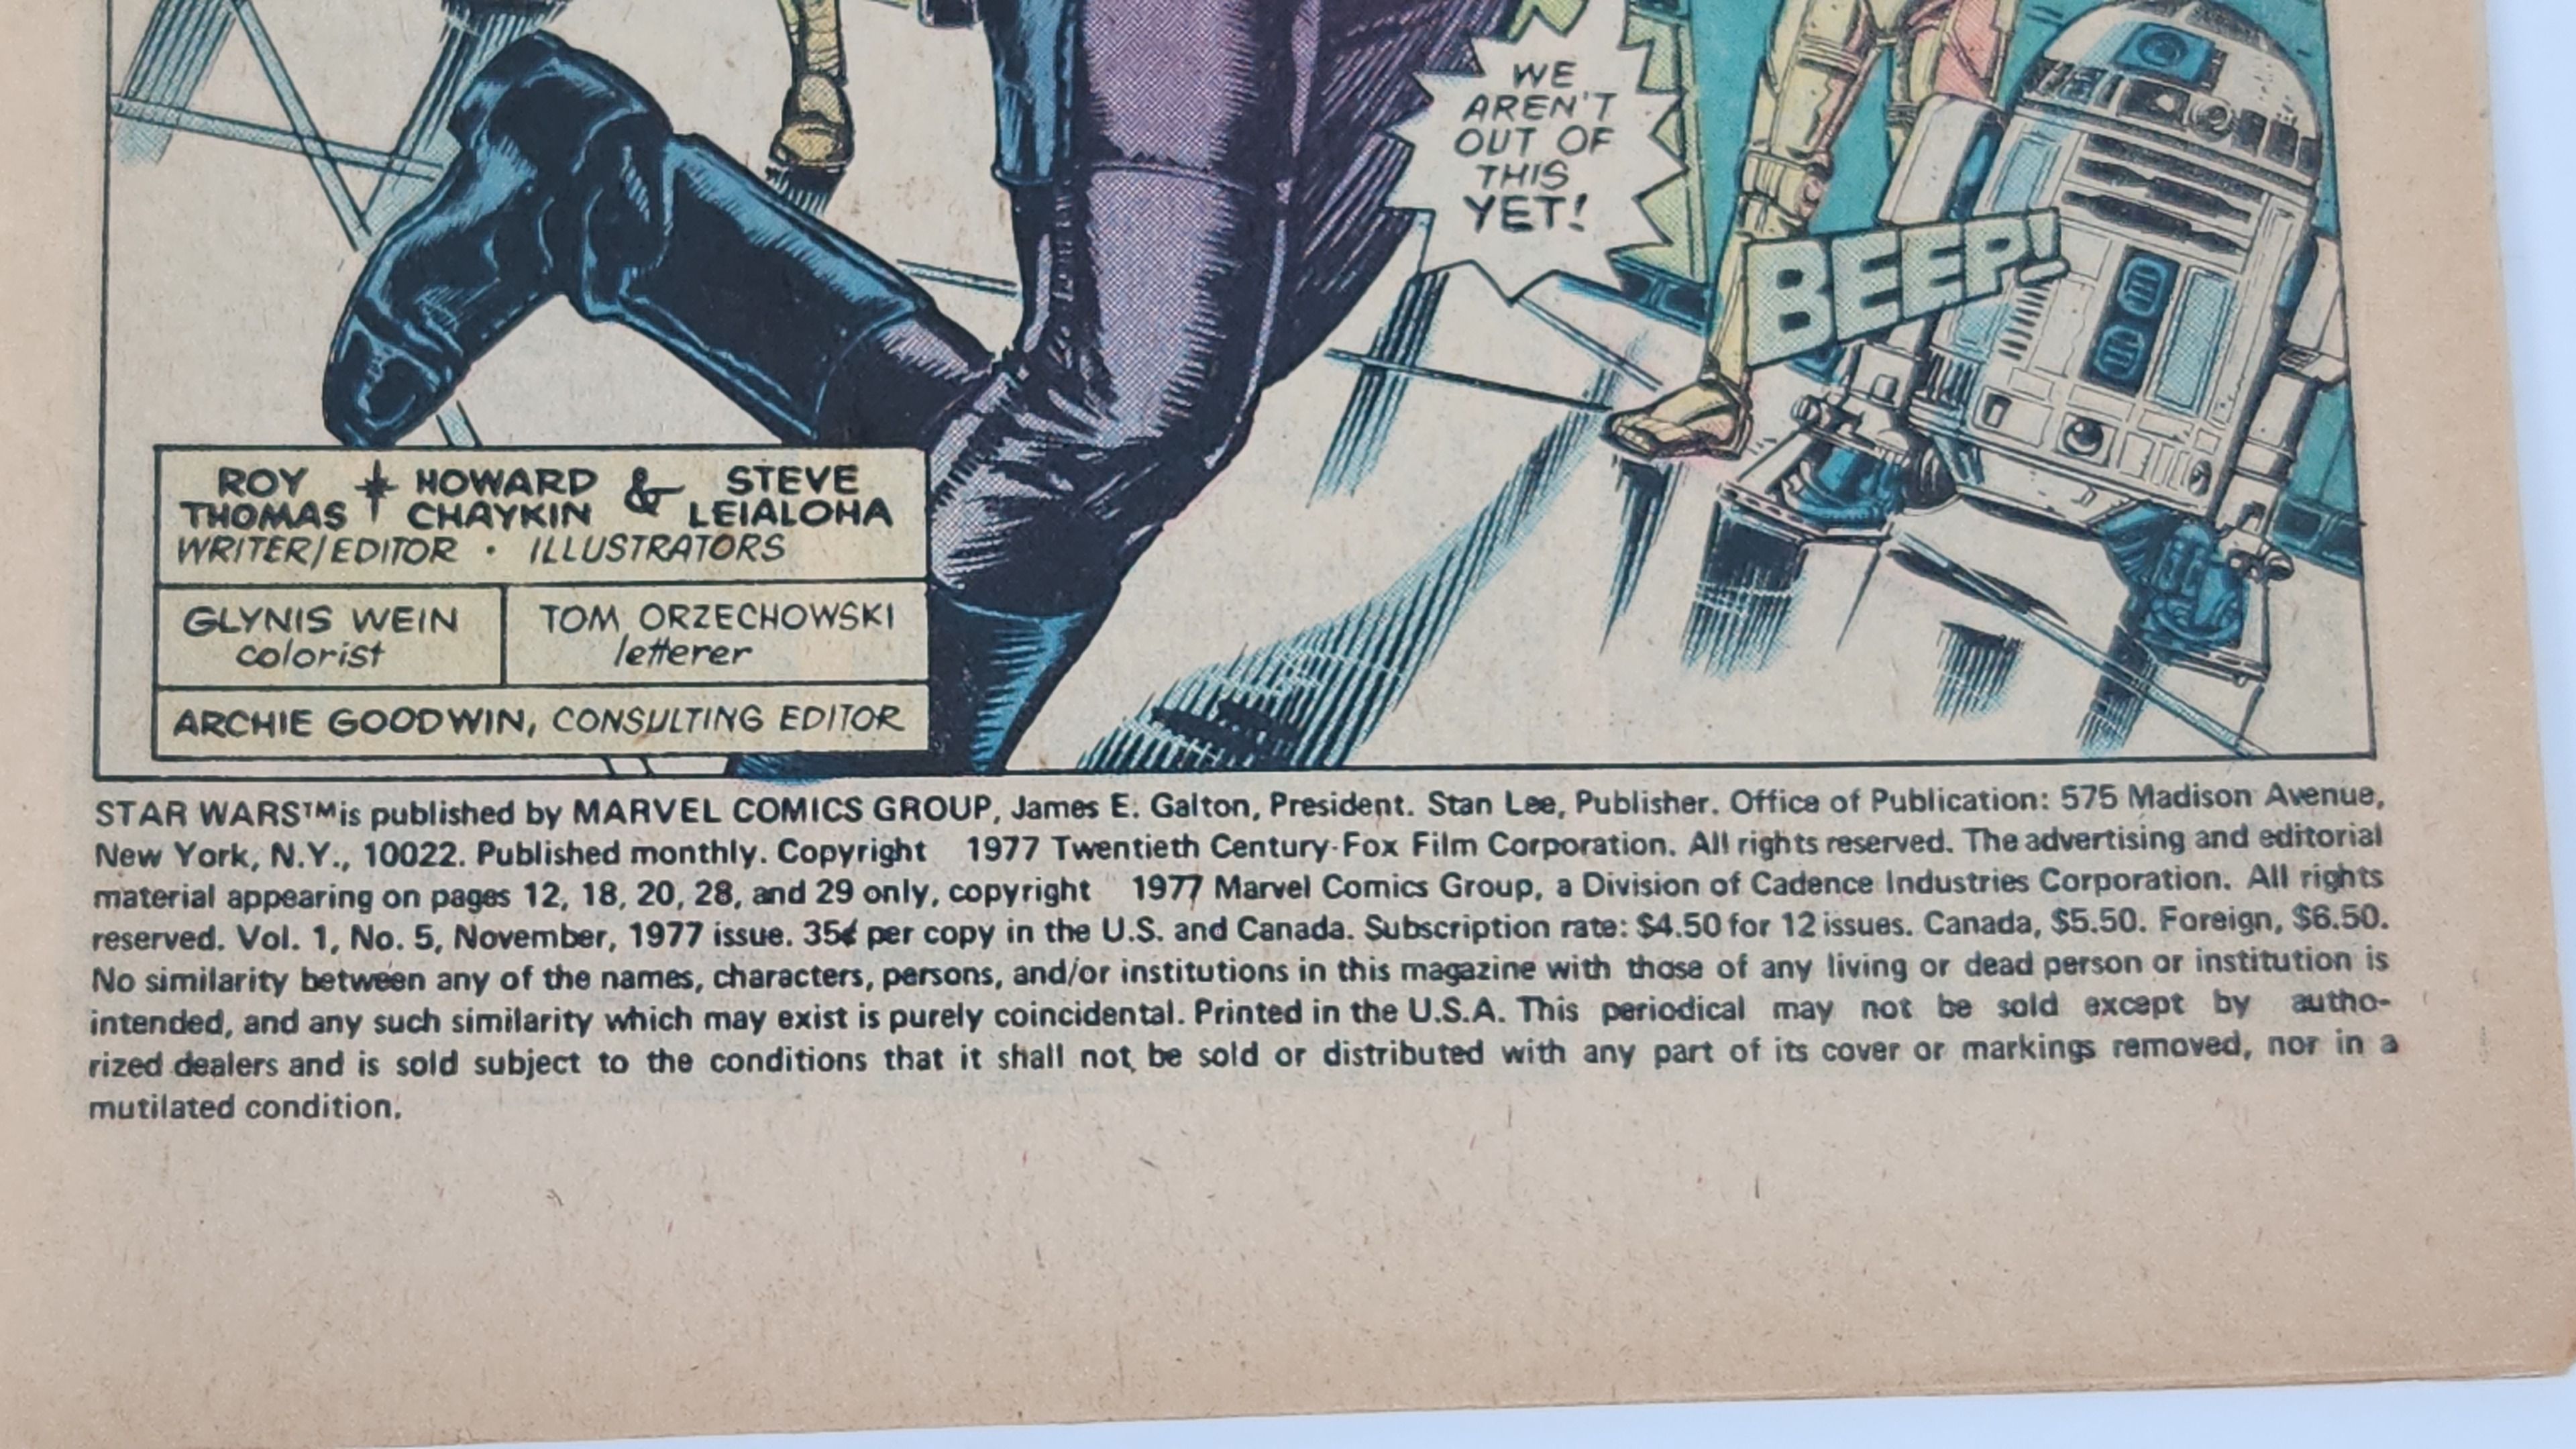 WE
AREN'T
OUT OF
THIS
YET!
BEEP!
ROY HOWARD & STEVE
THOMAS CHAYKIN LEIALOHA
WRITER/EDITOR · ILLUSTRATORS
GLYNIS WEIN
colorist
TOM ORZECHOWSKI
letterer
ARCHIE GOODWIN, CONSULTING EDITOR
STAR WARS™ is published by MARVEL COMICS GROUP, James E. Galton, President. Stan Lee, Publisher. Office of Publication: 575 Madison Avenue,
New York, N.Y., 10022. Published monthly. Copyright 1977 Twentieth Century-Fox Film Corporation. All rights reserved. The advertising and editorial
material appearing on pages 12, 18, 20, 28, and 29 only, copyright 1977 Marvel Comics Group, a Division of Cadence Industries Corporation. All rights
reserved. Vol. 1, No. 5, November, 1977 issue. 35¢ per copy in the U.S. and Canada. Subscription rate: $4.50 for 12 issues. Canada, $5.50. Foreign, $6.50.
No similarity between any of the names, characters, persons, and/or institutions in this magazine with those of any living or dead person or institution is
intended, and any such similarity which may exist is purely coincidental. Printed in the U.S.A. This periodical may not be sold except by autho-
rized dealers and is sold subject to the conditions that it shall not be sold or distributed with any part of its cover or markings removed, nor in a
mutilated condition.